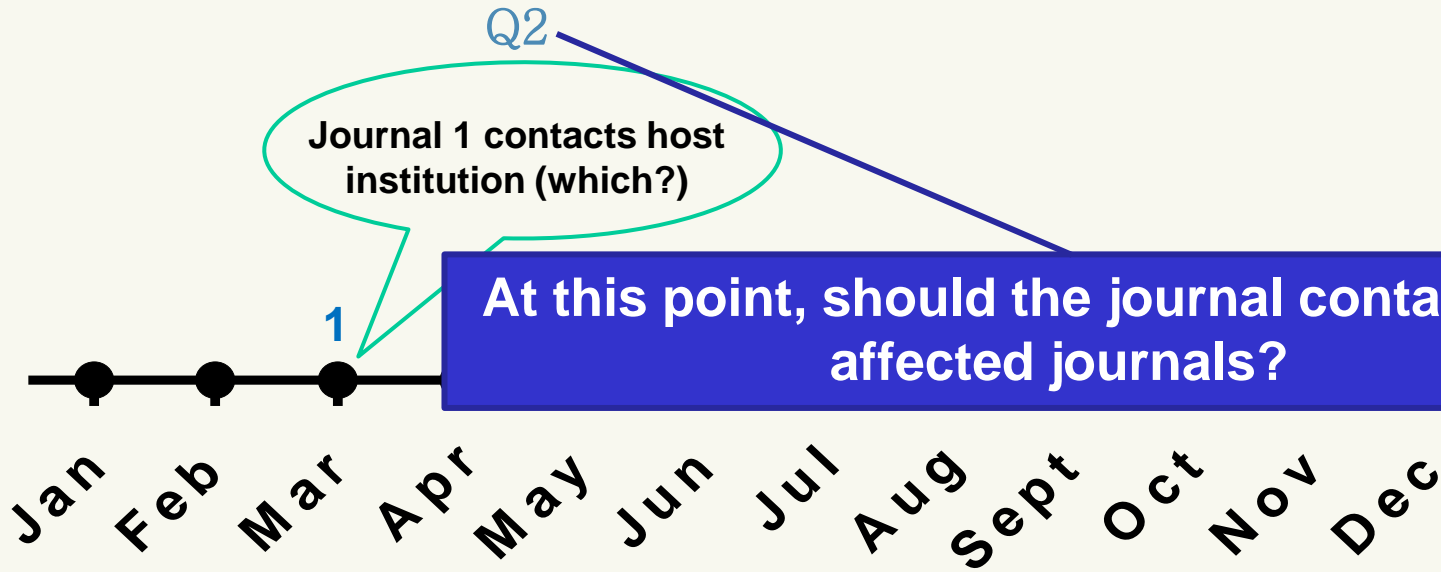 Q2
Journal 1 contacts host
institution (which?)
At this point, should the journal
affected journals?
1
Jan Feb Mar Apr May Jun Jul Aug Sept Oct Nov Dec